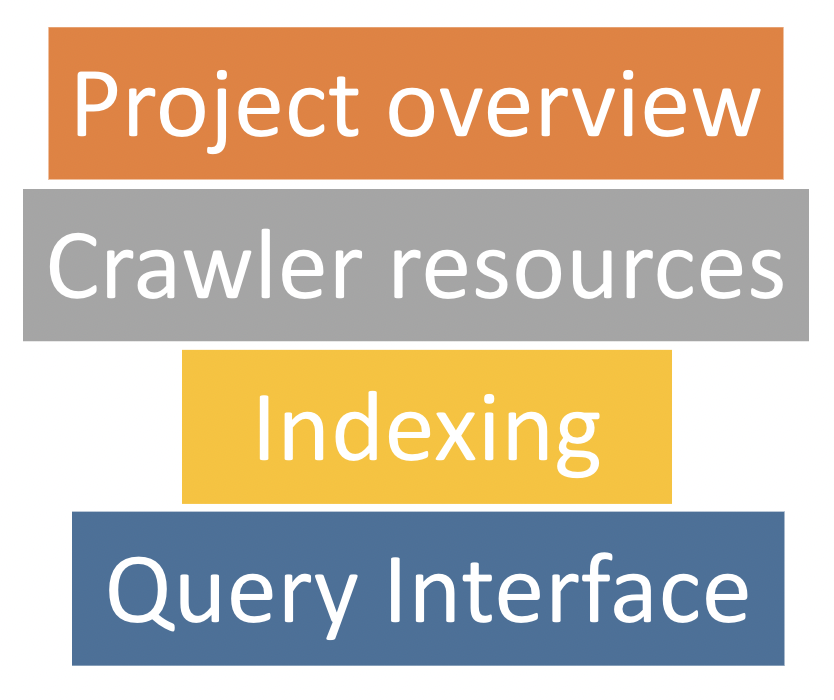 Project overview
Crawler resources
Indexing
Query Interface